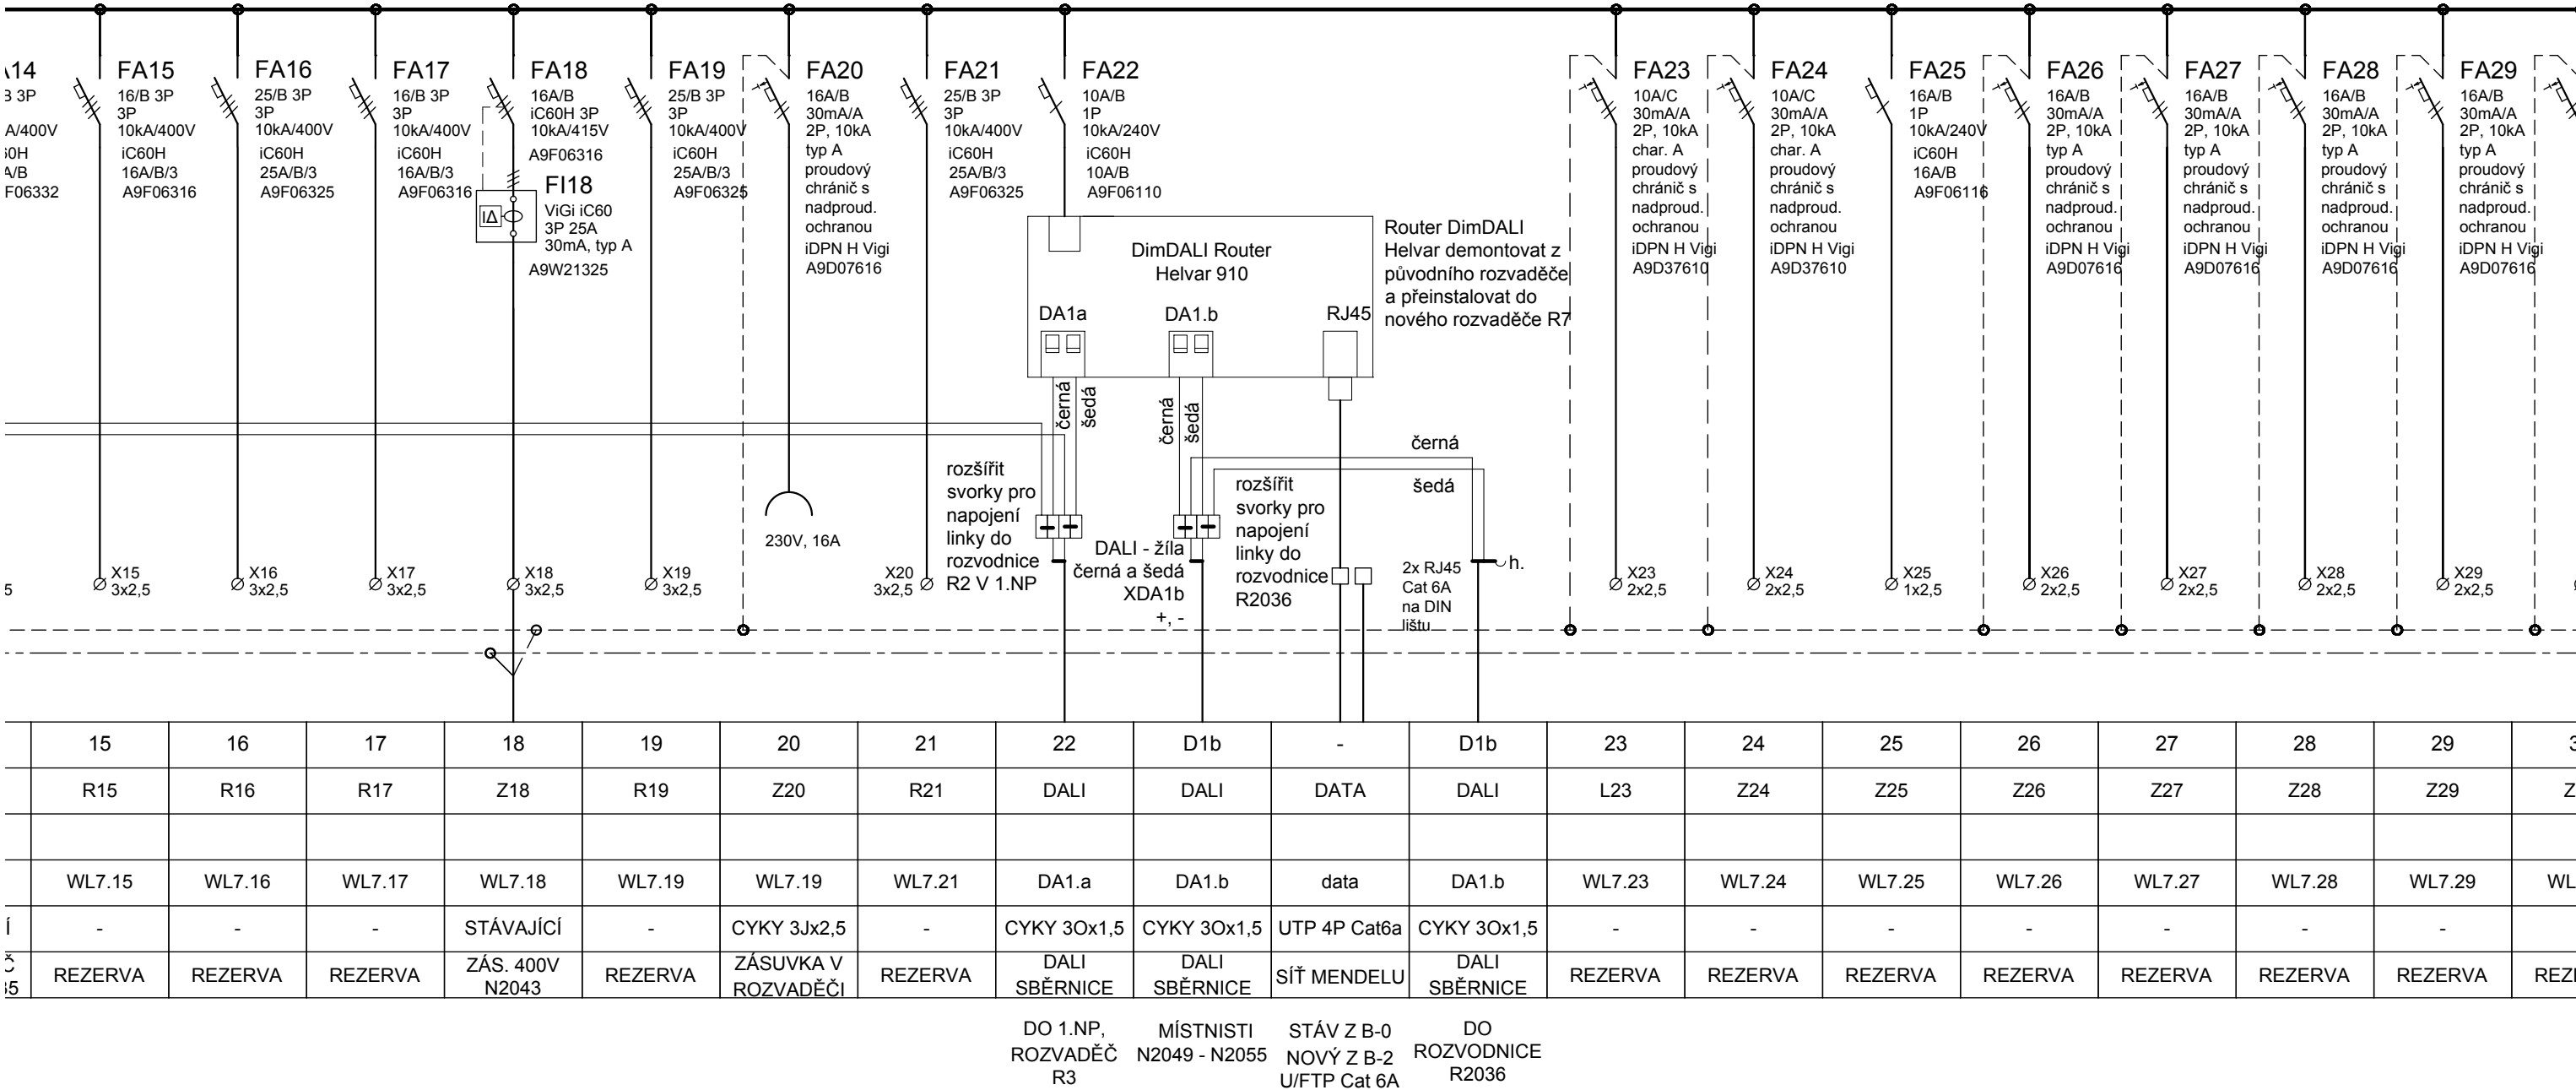 FA15
16/B 3P
3P
10kA/400V
iC60H
16A/B/3
A9F06316
FA16
25/B 3P
3P
10kA/400V
iC60H
25A/B/3
A9F06325
FA17
16/B 3P
3P
10kA/400V
iC60H
16A/B/3
A9F06316
FA18
16A/B
iC60H 3P
10kA/415V
A9F06316
FI18
ViGi iC60
3P 25A
30mA, typ A
A9W21325
I∆
FA19
25/B 3P
3P
10kA/400V
iC60H
25A/B/3
A9F06325
FA20
16A/B
30mA/A
2P, 10kA
typ A
proudový
chránič s
nadproud.
ochranou
iDPN H Vigi
A9D07616
FA21
25/B 3P
3P
10kA/400V
iC60H
25A/B/3
A9F06325
FA22
10A/B
1P
10kA/240V
iC60H
10A/B
A9F06110
DimDALI Router
Helvar 910
DA1a
DA1.b
RJ45
Router DimDALI
Helvar demontovat z
původního rozvaděče
a přeinstalovat do
nového rozvaděče R7
FA23
10A/C
30mA/A
2P, 10kA
char. A
proudový
chránič s
nadproud.
ochranou
iDPN H Vigi
A9D37610
FA24
10A/C
30mA/A
2P, 10kA
char. A
proudový
chránič s
nadproud.
ochranou
iDPN H Vigi
A9D37610
FA25
16A/B
1P
10kA/240V
iC60H
16A/B
A9F06116
FA26
16A/B
30mA/A
2P, 10kA
typ A
proudový
chránič s
nadproud.
ochranou
iDPN H Vigi
A9D07616
FA27
16A/B
30mA/A
2P, 10kA
typ A
proudový
chránič s
nadproud.
ochranou
iDPN H Vigi
A9D07616
FA28
16A/B
30mA/A
2P, 10kA
typ A
proudový
chránič s
nadproud.
ochranou
iDPN H Vigi
A9D07616
FA29
16A/B
30mA/A
2P, 10kA
typ A
proudový
chránič s
nadproud.
ochranou
iDPN H Vigi
A9D07616
černá
šedá
černá
šedá
černá
šedá
rozšířit
svorky pro
napojení
linky do
rozvodnice
R2 V 1.NP
DALI - žíla
černá a šedá
XDA1b
+, -
rozšířit
svorky pro
napojení
linky do
rozvodnice
R2036
2x RJ45
Cat 6A
na DIN
lištu
h.
230V, 16A
X15
3x2,5
X16
3x2,5
X17
3x2,5
X18
3x2,5
X19
3x2,5
X20
3x2,5
X23
2x2,5
X24
2x2,5
X25
1x2,5
X26
2x2,5
X27
2x2,5
X28
2x2,5
X29
2x2,5
15 16 17 18 19 20 21 22 D1b - D1b 23 24 25 26 27 28 29
R15 R16 R17 Z18 R19 Z20 R21 DALI DALI DATA DALI L23 Z24 Z25 Z26 Z27 Z28 Z29
WL7.15 WL7.16 WL7.17 WL7.18 WL7.19 WL7.19 WL7.21 DA1.a DA1.b data DA1.b WL7.23 WL7.24 WL7.25 WL7.26 WL7.27 WL7.28 WL7.29
- - - STÁVAJÍCÍ - CYKY 3Jx2,5 - CYKY 3Ox1,5 CYKY 3Ox1,5 UTP 4P Cat6a CYKY 3Ox1,5 - - - - - - -
REZERVA
REZERVA
REZERVA
ZÁS. 400V
N2043
REZERVA
ZÁSUVKA V
ROZVADĚČI
REZERVA
DALI
SBĚRNICE
DALI
SBĚRNICE
SÍŤ MENDELU
DALI
SBĚRNICE
REZERVA
REZERVA
REZERVA
REZERVA
REZERVA
REZERVA
REZERVA
DO 1.NP,
ROZVADĚČ
R3
MÍSTNISTI
N2049 - N2055
STÁV Z B-0
NOVÝ Z B-2
U/FTP Cat 6A
DO
ROZVODNICE
R2036